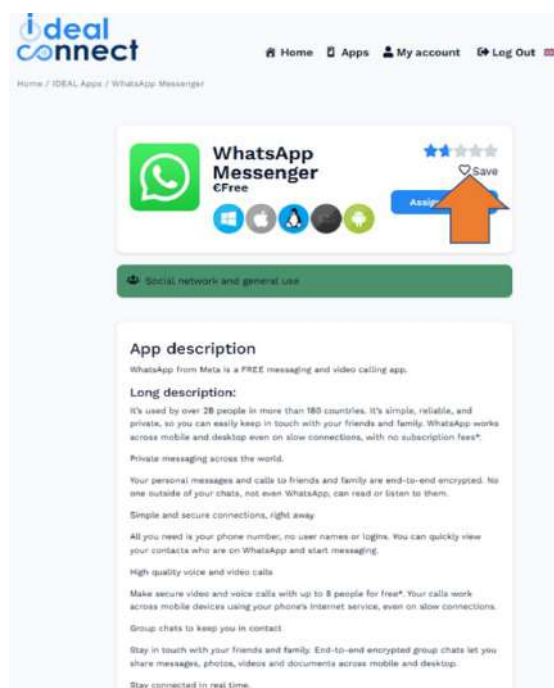 ideal
connect
Home Apps My account Log Out
Home / IDEAL Apps / WhatsApp Messenger
WhatsApp
Messenger
€Free
Save
Social network and general use
App description
WhatsApp from Meta is a FREE messaging and video calling app.
Long description:
It's used by over 2B people in more than 180 countries. It's simple, reliable, and
private, so you can easily keep in touch with your friends and family. WhatsApp works
across mobile and desktop even on slow connections, with no subscription fees*.
Private messaging across the world.
Your personal messages and calls to friends and family are end-to-end encrypted. No
one outside of your chats, not even WhatsApp, can read or listen to them.
Simple and secure connections, right away
All you need is your phone number, no user names or logins. You can quickly view
your contacts who are on WhatsApp and start messaging.
High quality voice and video calls
Make secure video and voice calls with up to 8 people for free*. Your calls work
across mobile devices using your phone's Internet service, even on slow connections.
Group chats to keep you in contact
Stay in touch with your friends and family. End-to-end encrypted group chats let you
share messages, photos, videos and documents across mobile and desktop.
Stay connected in real time.